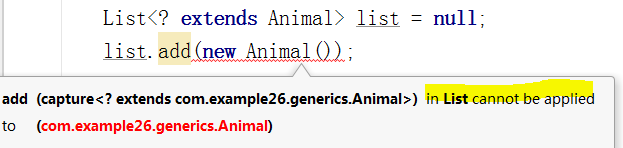 List<? extends Animal> list = null;
list.add(new Animal());
add (capture<? extends com.example26.generics.Animal>) in List cannot be applied
to (com.example26.generics.Animal)